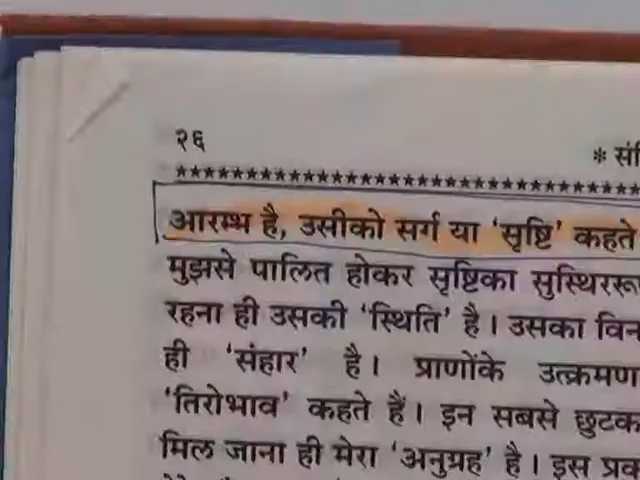 २६
* संि
★★★★★★★★★★★★★★★★★★★★★★★★★★★★★★★★★★★★
आरम्भ है, उसीको सर्ग या ‘सृष्टि’ कहते
मुझसे पालित होकर सृष्टिका सुस्थिररू
रहना ही उसकी ‘स्थिति’ है। उसका विन
ही ‘संहार’ है। प्राणोंके उत्क्रमण
‘तिरोभाव’ कहते हैं। इन सबसे छुटक
मिल जाना ही मेरा ‘अनुग्रह’ है। इस प्रक